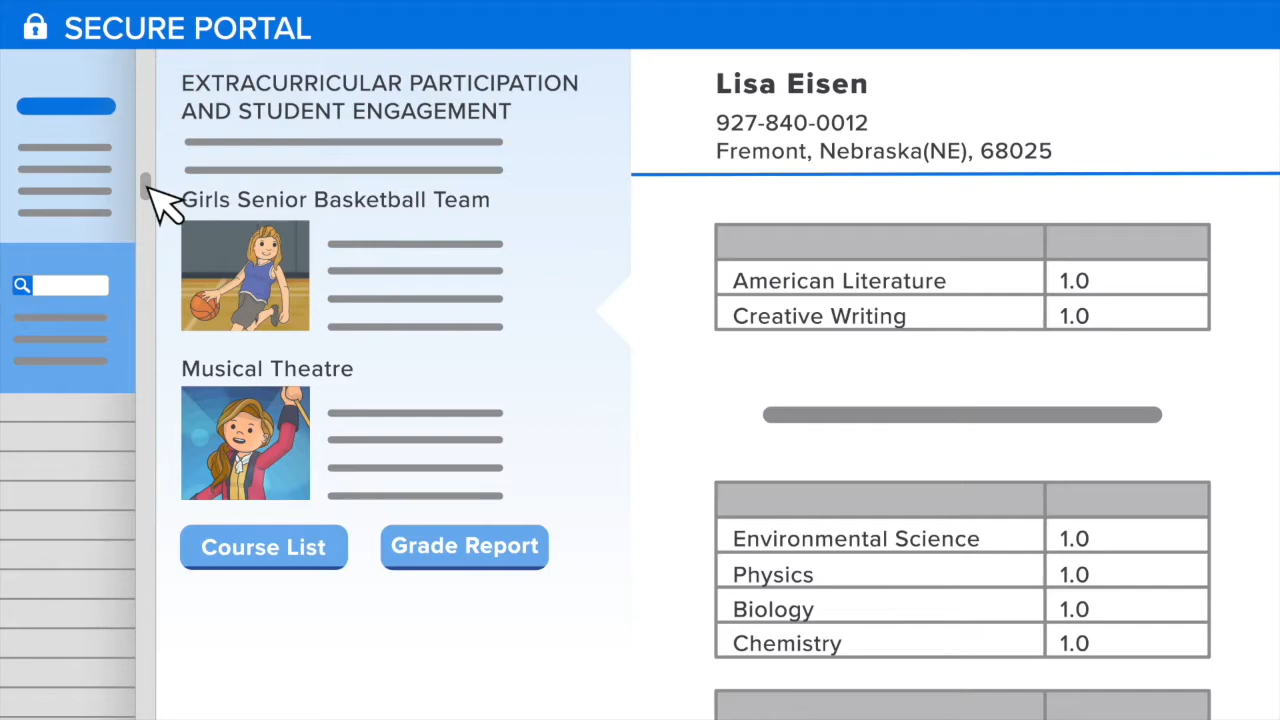 SECURE PORTAL
EXTRACURRICULAR PARTICIPATION
AND STUDENT ENGAGEMENT
Girls Senior Basketball Team
Musical Theatre
Course List
Grade Report
Lisa Eisen
927-840-0012
Fremont, Nebraska(NE), 68025
American Literature 1.0
Creative Writing 1.0
Environmental Science 1.0
Physics 1.0
Biology 1.0
Chemistry 1.0